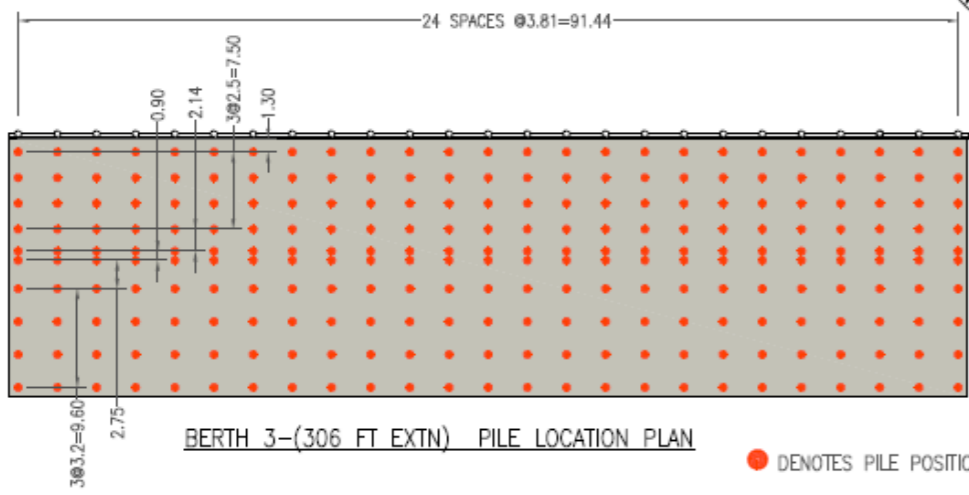 24 SPACES @3.81=91.44
0.90
2.14
3@2.5=7.50
1.30
3@3.2=9.60
2.75
BERTH 3-(306 FT EXTN) PILE LOCATION PLAN
DENOTES PILE POSITIO